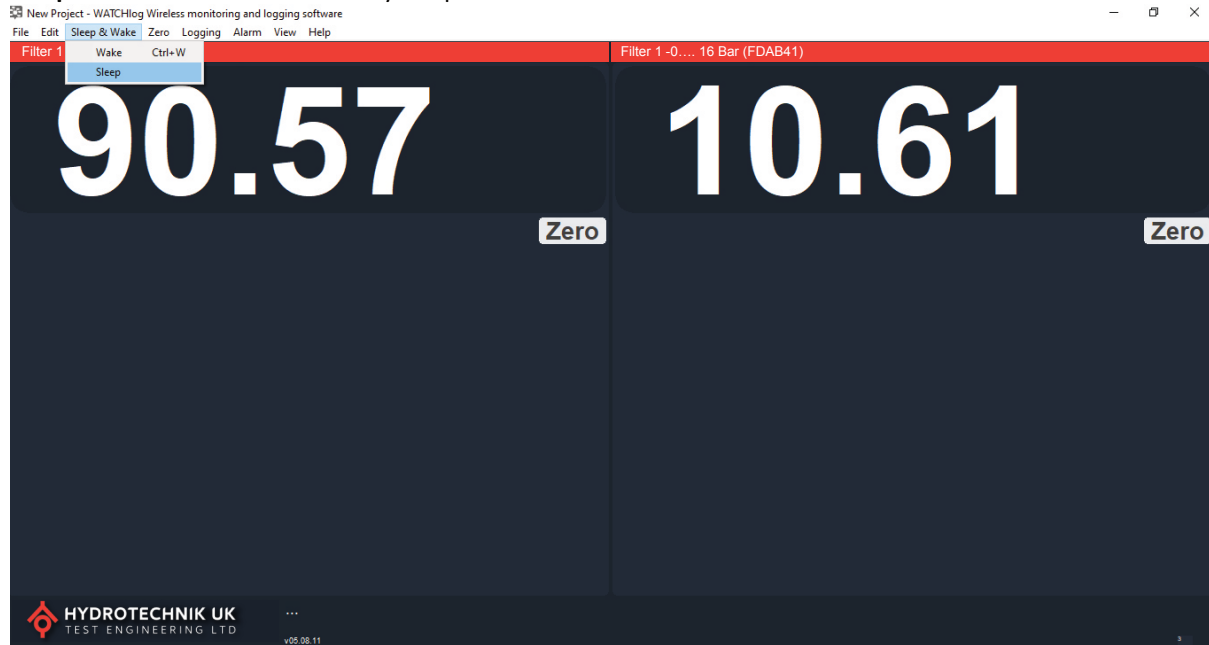 New Project - WATCHlog Wireless monitoring and logging software
File Edit Sleep & Wake Zero Logging Alarm View Help
Wake Ctrl+W
Sleep
Filter 1
90.57
Zero
Filter 1 -0.... 16 Bar (FDAB41)
10.61
Zero
HYDROTECHNIK UK
TEST ENGINEERING LTD
...
v05.08.11
3